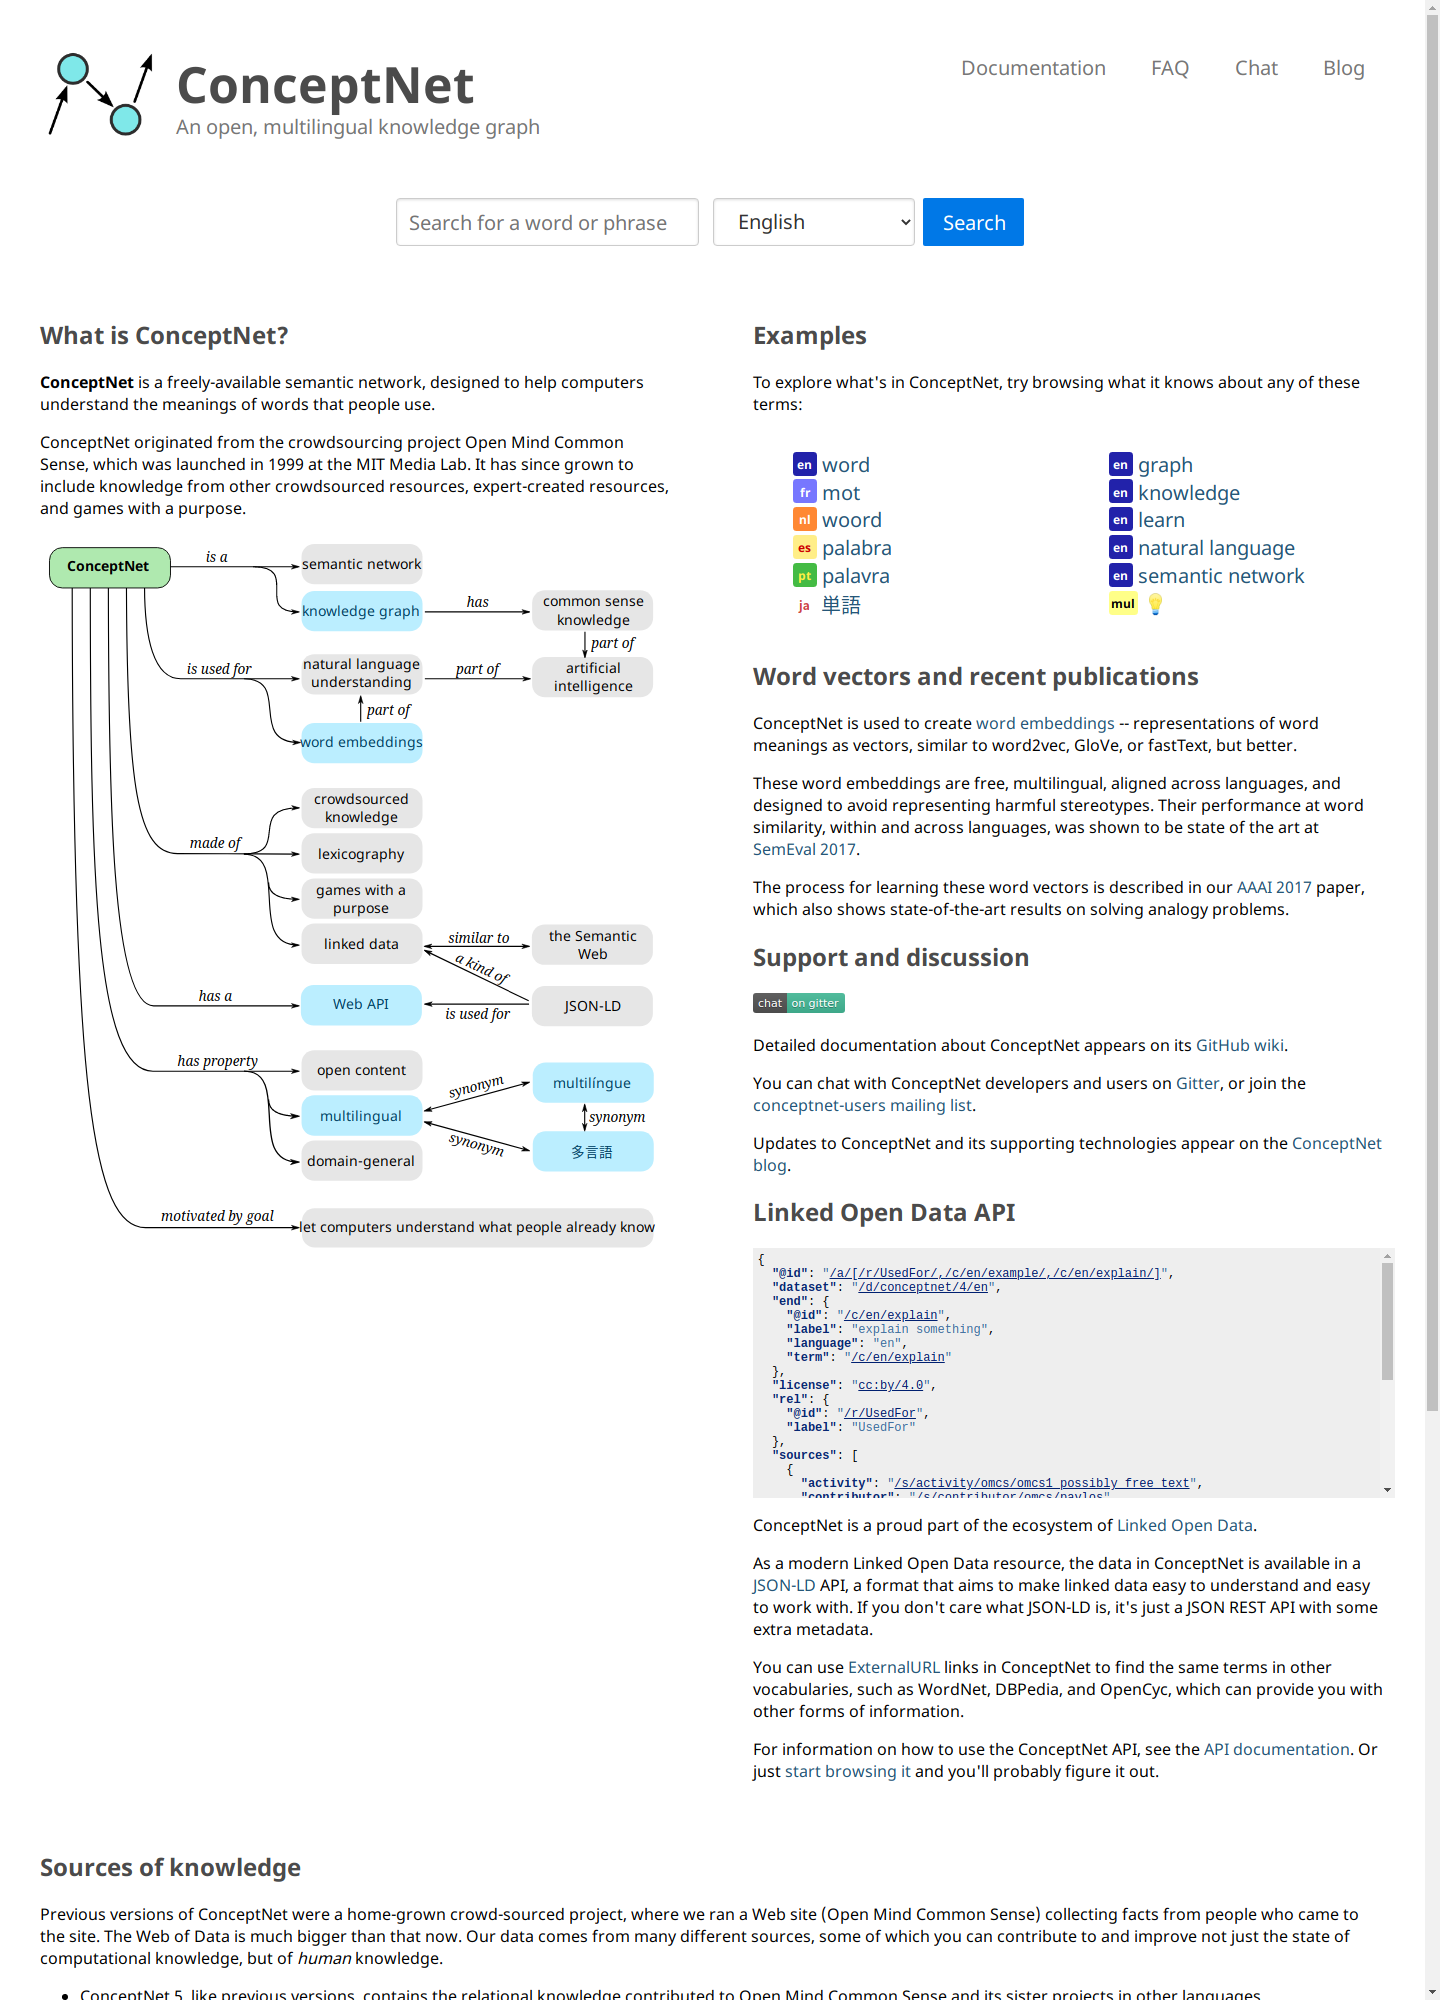 ConceptNet
An open, multilingual knowledge graph
Documentation
FAQ
Chat
Blog
Search for a word or phrase
English
Search
What is ConceptNet?
ConceptNet is a freely-available semantic network, designed to help computers
understand the meanings of words that people use.
ConceptNet originated from the crowdsourcing project Open Mind Common
Sense, which was launched in 1999 at the MIT Media Lab. It has since grown to
include knowledge from other crowdsourced resources, expert-created resources,
and games with a purpose.
ConceptNet
is a
semantic network
knowledge graph
has
common sense
knowledge
part of
is used for
natural language
understanding
part of
artificial
intelligence
part of
word embeddings
crowdsourced
knowledge
made of
lexicography
games with a
purpose
linked data
similar to
the Semantic
Web
a kind of
has a
Web API
is used for
JSON-LD
has property
open content
multilingual
synonym
multilíngue
synonym
synonym
多言語
domain-general
motivated by goal
let computers understand what people already know
Examples
To explore what's in ConceptNet, try browsing what it knows about any of these
terms:
en word
fr mot
nl woord
es palabra
pt palavra
ja 単語
en graph
en knowledge
en learn
en natural language
en semantic network
mul 💡
Word vectors and recent publications
ConceptNet is used to create word embeddings -- representations of word
meanings as vectors, similar to word2vec, GloVe, or fastText, but better.
These word embeddings are free, multilingual, aligned across languages, and
designed to avoid representing harmful stereotypes. Their performance at word
similarity, within and across languages, was shown to be state of the art at
SemEval 2017.
The process for learning these word vectors is described in our AAAI 2017 paper,
which also shows state-of-the-art results on solving analogy problems.
Support and discussion
chat on gitter
Detailed documentation about ConceptNet appears on its GitHub wiki.
You can chat with ConceptNet developers and users on Gitter, or join the
conceptnet-users mailing list.
Updates to ConceptNet and its supporting technologies appear on the ConceptNet
blog.
Linked Open Data API
{
"@id": "/a/[/r/UsedFor/,/c/en/example/,/c/en/explain/]",
"dataset": "/d/conceptnet/4/en",
"end": {
"@id": "/c/en/explain",
"label": "explain something",
"language": "en",
"term": "/c/en/explain"
},
"license": "cc:by/4.0",
"rel": {
"@id": "/r/UsedFor",
"label": "UsedFor"
},
"sources": [
{
"activity": "/s/activity/omcs/omcs1_possibly_free_text",
"contributor": "/s/contributor/omcs/pavlos"
ConceptNet is a proud part of the ecosystem of Linked Open Data.
As a modern Linked Open Data resource, the data in ConceptNet is available in a
JSON-LD API, a format that aims to make linked data easy to understand and easy
to work with. If you don't care what JSON-LD is, it's just a JSON REST API with some
extra metadata.
You can use ExternalURL links in ConceptNet to find the same terms in other
vocabularies, such as WordNet, DBPedia, and OpenCyc, which can provide you with
other forms of information.
For information on how to use the ConceptNet API, see the API documentation. Or
just start browsing it and you'll probably figure it out.
Sources of knowledge
Previous versions of ConceptNet were a home-grown crowd-sourced project, where we ran a Web site (Open Mind Common Sense) collecting facts from people who came to
the site. The Web of Data is much bigger than that now. Our data comes from many different sources, some of which you can contribute to and improve not just the state of
computational knowledge, but of human knowledge.
• ConceptNet 5, like previous versions, contains the relational knowledge contributed to Open Mind Common Sense and its sister projects in other languages.